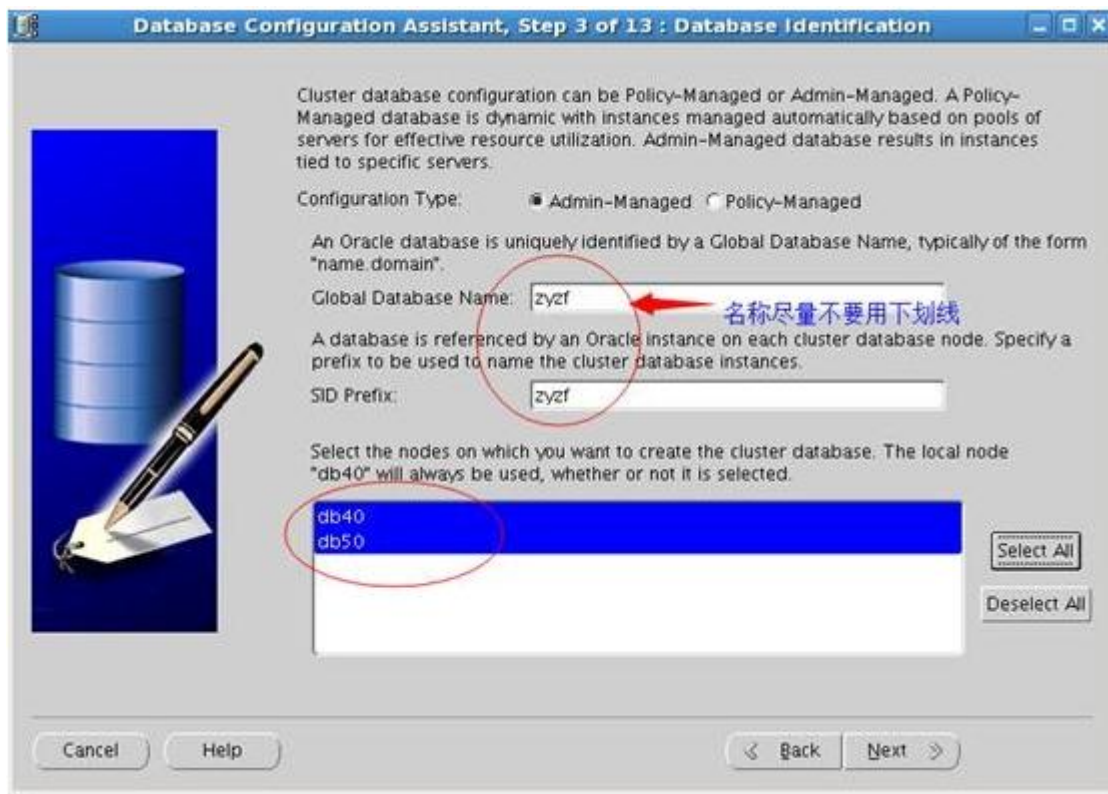 Database Configuration Assistant, Step 3 of 13 : Database Identification
Cluster database configuration can be Policy-Managed or Admin-Managed. A Policy-
Managed database is dynamic with instances managed automatically based on pools of
servers for effective resource utilization. Admin-Managed database results in instances
tied to specific servers.
Configuration Type: Admin-Managed Policy-Managed
An Oracle database is uniquely identified by a Global Database Name, typically of the form
"name.domain".
Global Database Name: zyzf
名称尽量不要用下划线
A database is referenced by an Oracle instance on each cluster database node. Specify a
prefix to be used to name the cluster database instances.
SID Prefix: zyzf
Select the nodes on which you want to create the cluster database. The local node
"db40" will always be used, whether or not it is selected.
db40
db50
Select All
Deselect All
Cancel Help Back Next